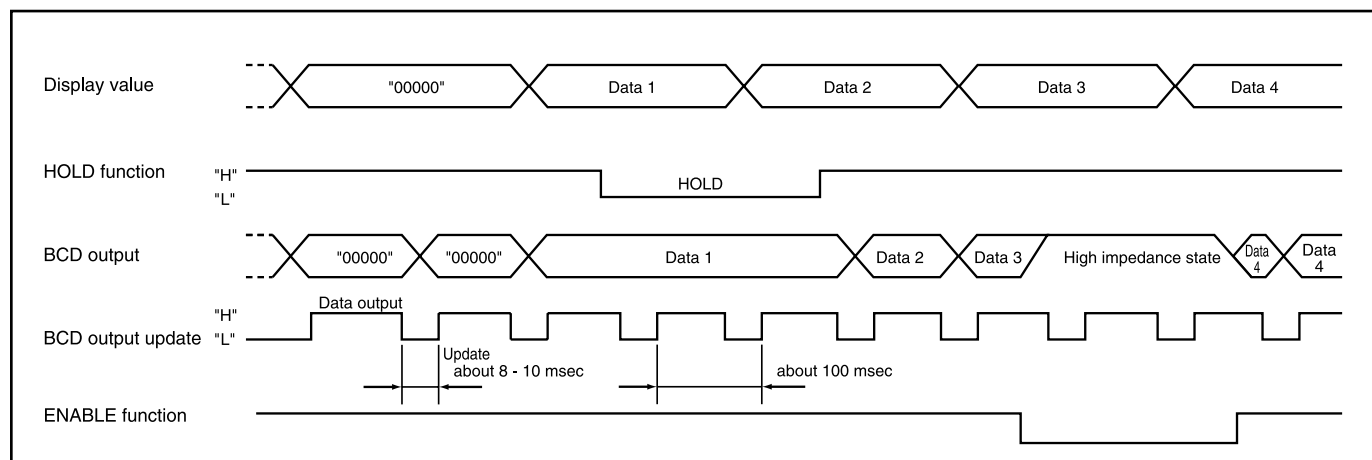 Display value "00000" Data 1 Data 2 Data 3 Data 4
HOLD function "H" "L" HOLD
BCD output "00000" "00000" Data 1 Data 2 Data 3 High impedance state Data 4 Data 4
Data output
BCD output update "H" "L"
Update
about 8 - 10 msec about 100 msec
ENABLE function